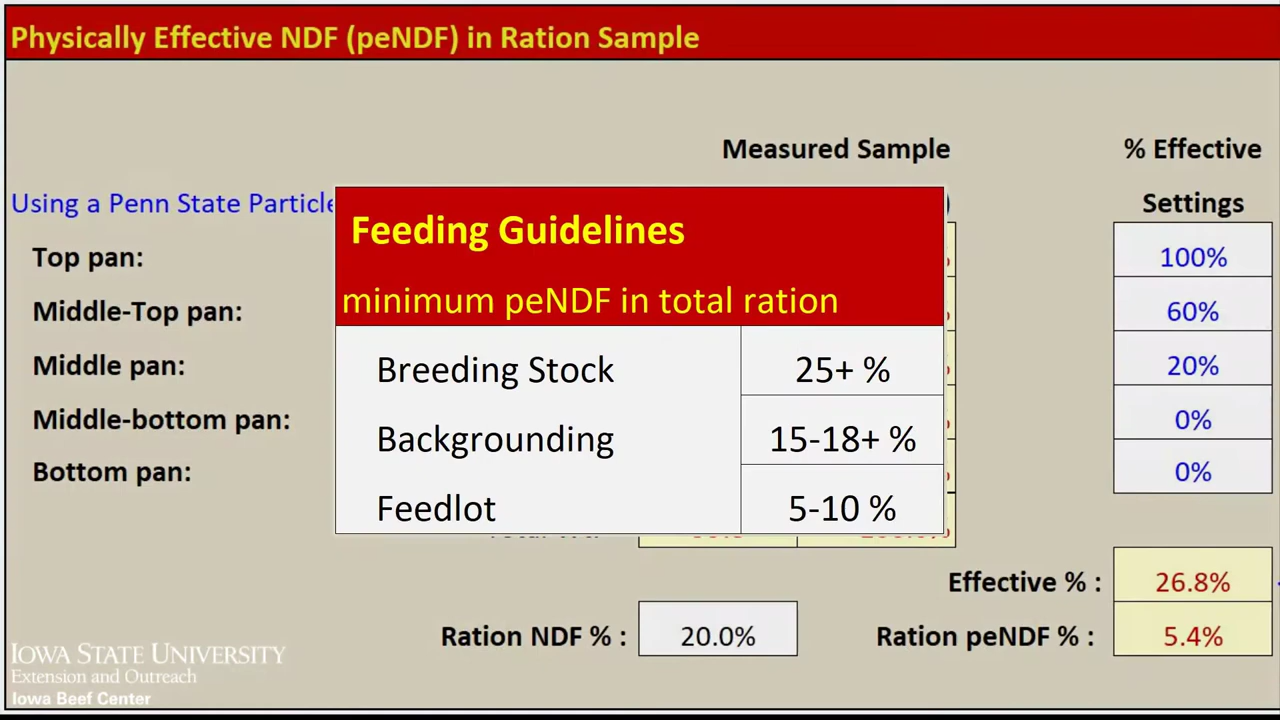 Physically Effective NDF (peNDF) in Ration Sample
Measured Sample
% Effective
Using a Penn State Particle
Settings
Top pan:
100%
Middle-Top pan:
60%
Middle pan:
20%
Middle-bottom pan:
0%
Bottom pan:
0%
Feeding Guidelines
minimum peNDF in total ration
Breeding Stock 25+ %
Backgrounding 15-18+ %
Feedlot 5-10 %
Effective % : 26.8%
Ration NDF % : 20.0% Ration peNDF % : 5.4%
IOWA STATE UNIVERSITY
Extension and Outreach
Iowa Beef Center